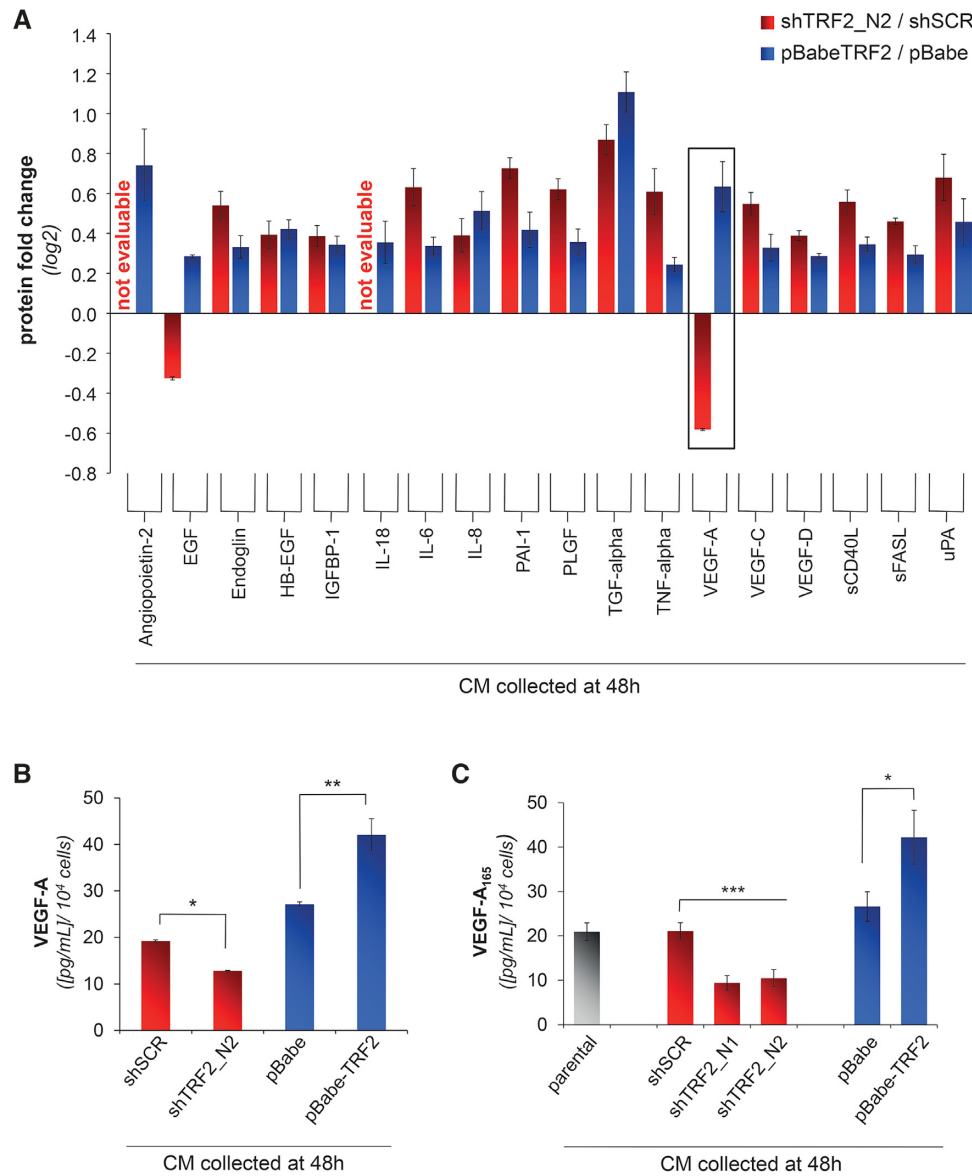 A
shTRF2_N2 / shSCR
pBabeTRF2 / pBabe
protein fold change
(log2)
1.4
1.2
1.0
0.8
0.6
0.4
0.2
0.0
-0.2
-0.4
-0.6
-0.8
not evaluable
not evaluable
Angiopoietin-2
EGF
Endoglin
HB-EGF
IGFBP-1
IL-18
IL-6
IL-8
PAI-1
PLGF
TGF-alpha
TNF-alpha
VEGF-A
VEGF-C
VEGF-D
sCD40L
sFASL
uPA
CM collected at 48h
B
VEGF-A
([pg/mL]/ 10⁴ cells)
50
40
30
20
10
0
*
**
shSCR
shTRF2_N2
pBabe
pBabe-TRF2
CM collected at 48h
C
VEGF-A₁₆₅
([pg/mL]/ 10⁴ cells)
50
40
30
20
10
0
***
*
parental
shSCR
shTRF2_N1
shTRF2_N2
pBabe
pBabe-TRF2
CM collected at 48h